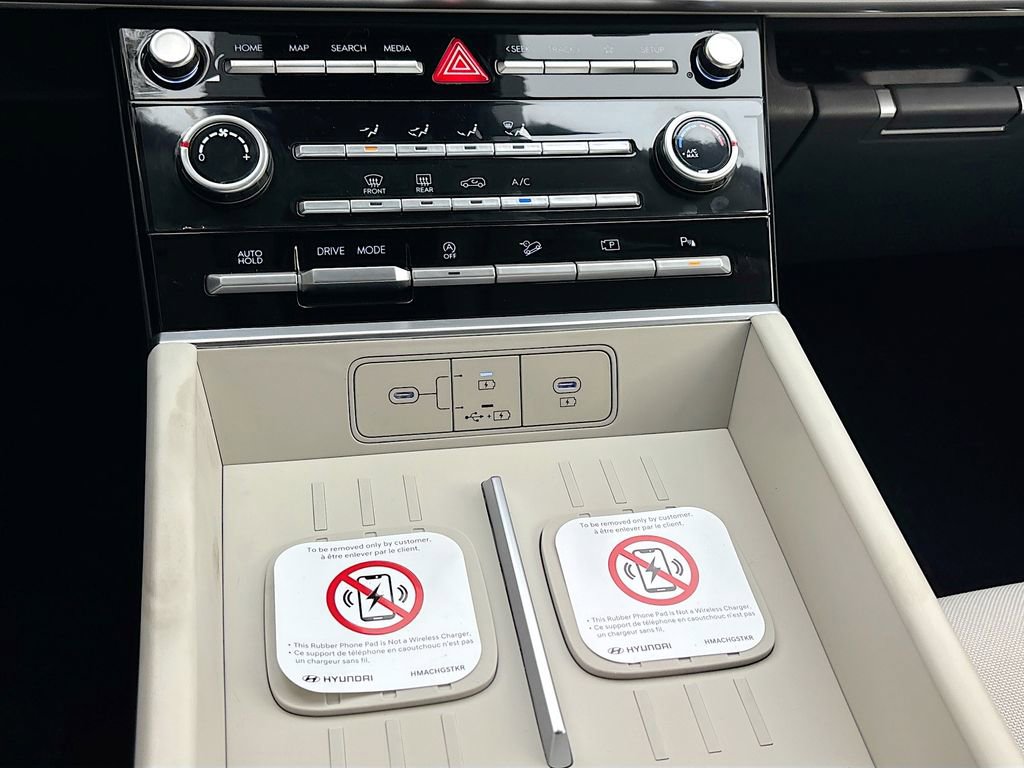 HOME MAP SEARCH MEDIA <SEEK TRACK> SETUP
0 + A/C MAX
FRONT REAR A/C
AUTO HOLD DRIVE MODE OFF P P
To be removed only by customer.
à être enlever par le client.
• This Rubber Phone Pad is Not a Wireless Charger.
• Ce support de téléphone en caoutchouc n'est pas
un chargeur sans fil.
HYUNDAI HMACHGSTKR
To be removed only by customer.
à être enlever par le client.
• This Rubber Phone Pad is Not a Wireless Charger.
• Ce support de téléphone en caoutchouc n'est pas
un chargeur sans fil.
HYUNDAI HMACHGSTKR